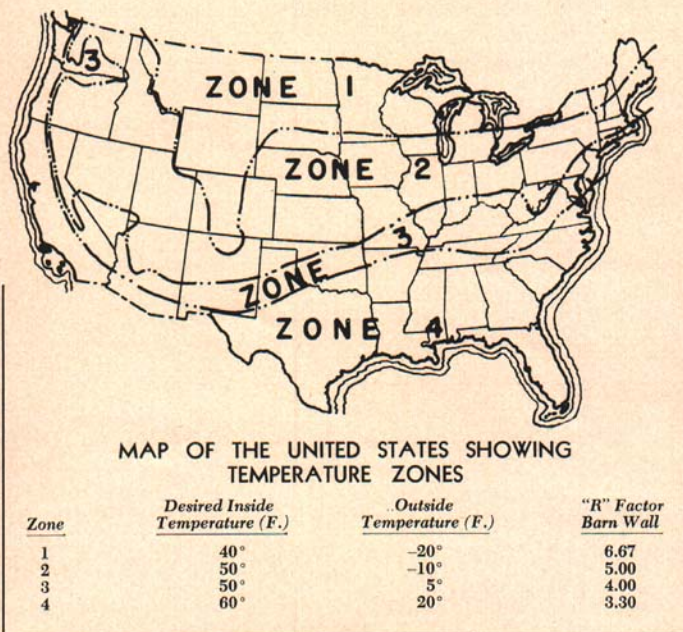 3
ZONE 1
ZONE 2
ZONE 3
ZONE 4
MAP OF THE UNITED STATES SHOWING
TEMPERATURE ZONES
Zone Desired Inside Temperature (F.) Outside Temperature (F.) "R" Factor Barn Wall
1 40° –20° 6.67
2 50° –10° 5.00
3 50° 5° 4.00
4 60° 20° 3.30